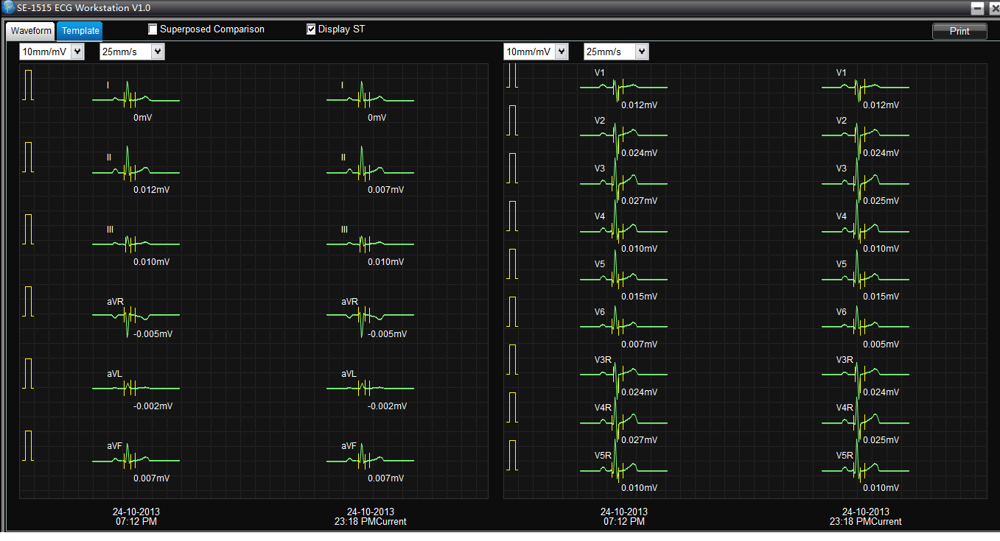 SE-1515 ECG Workstation V1.0
Waveform Template Superposed Comparison Display ST Print
10mm/mV 25mm/s 10mm/mV 25mm/s
I I
0mV 0mV
II II
0.012mV 0.007mV
III III
0.010mV 0.010mV
aVR aVR
-0.005mV -0.005mV
aVL aVL
-0.002mV -0.002mV
aVF aVF
0.007mV 0.007mV
24-10-2013 24-10-2013
07:12 PM 23:18 PMCurrent
V1 V1
0.012mV 0.012mV
V2 V2
0.024mV 0.024mV
V3 V3
0.027mV 0.025mV
V4 V4
0.010mV 0.010mV
V5 V5
0.015mV 0.015mV
V6 V6
0.007mV 0.005mV
V3R V3R
0.024mV 0.024mV
V4R V4R
0.027mV 0.025mV
V5R V5R
0.010mV 0.010mV
24-10-2013 24-10-2013
07:12 PM 23:18 PMCurrent